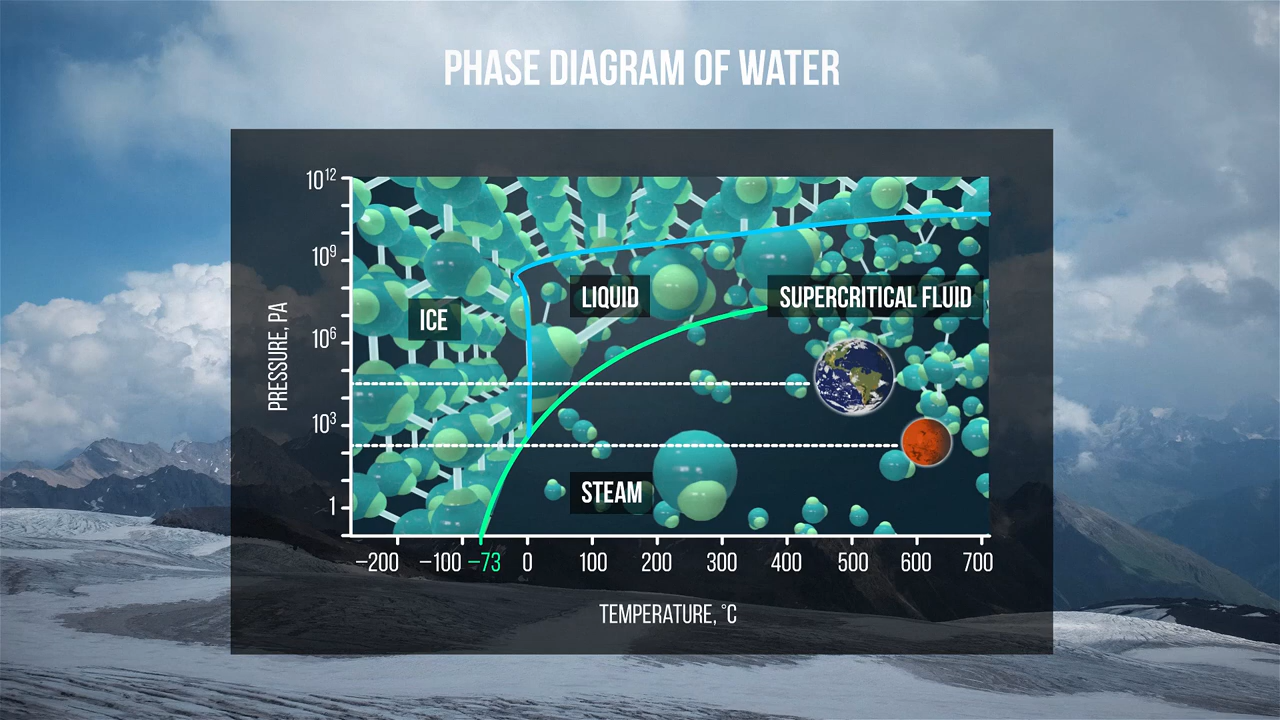 PHASE DIAGRAM OF WATER
PRESSURE, PA
10¹²
10⁹
10⁶
10³
1
ICE
LIQUID
SUPERCRITICAL FLUID
STEAM
−200 −100 −73 0 100 200 300 400 500 600 700
TEMPERATURE, °C